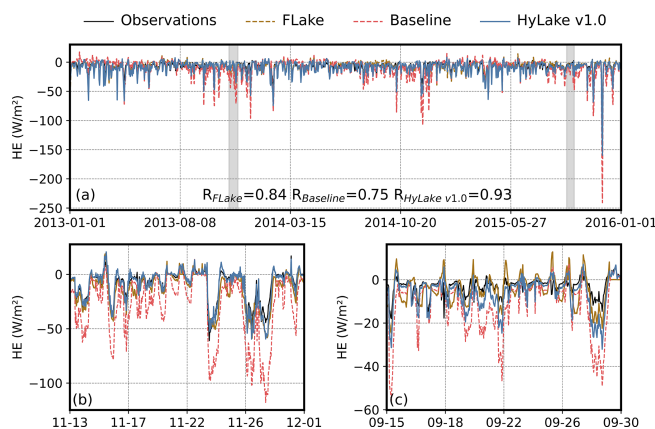 Observations FLake Baseline HyLake v1.0
HE (W/m²)
0
−50
−100
−150
−200
−250
(a)
R_FLake=0.84 R_Baseline=0.75 R_HyLake v1.0=0.93
2013-01-01 2013-08-08 2014-03-15 2014-10-20 2015-05-27 2016-01-01
HE (W/m²)
0
−50
−100
(b)
11-13 11-17 11-22 11-26 12-01
HE (W/m²)
0
−20
−40
−60
(c)
09-15 09-18 09-22 09-26 09-30